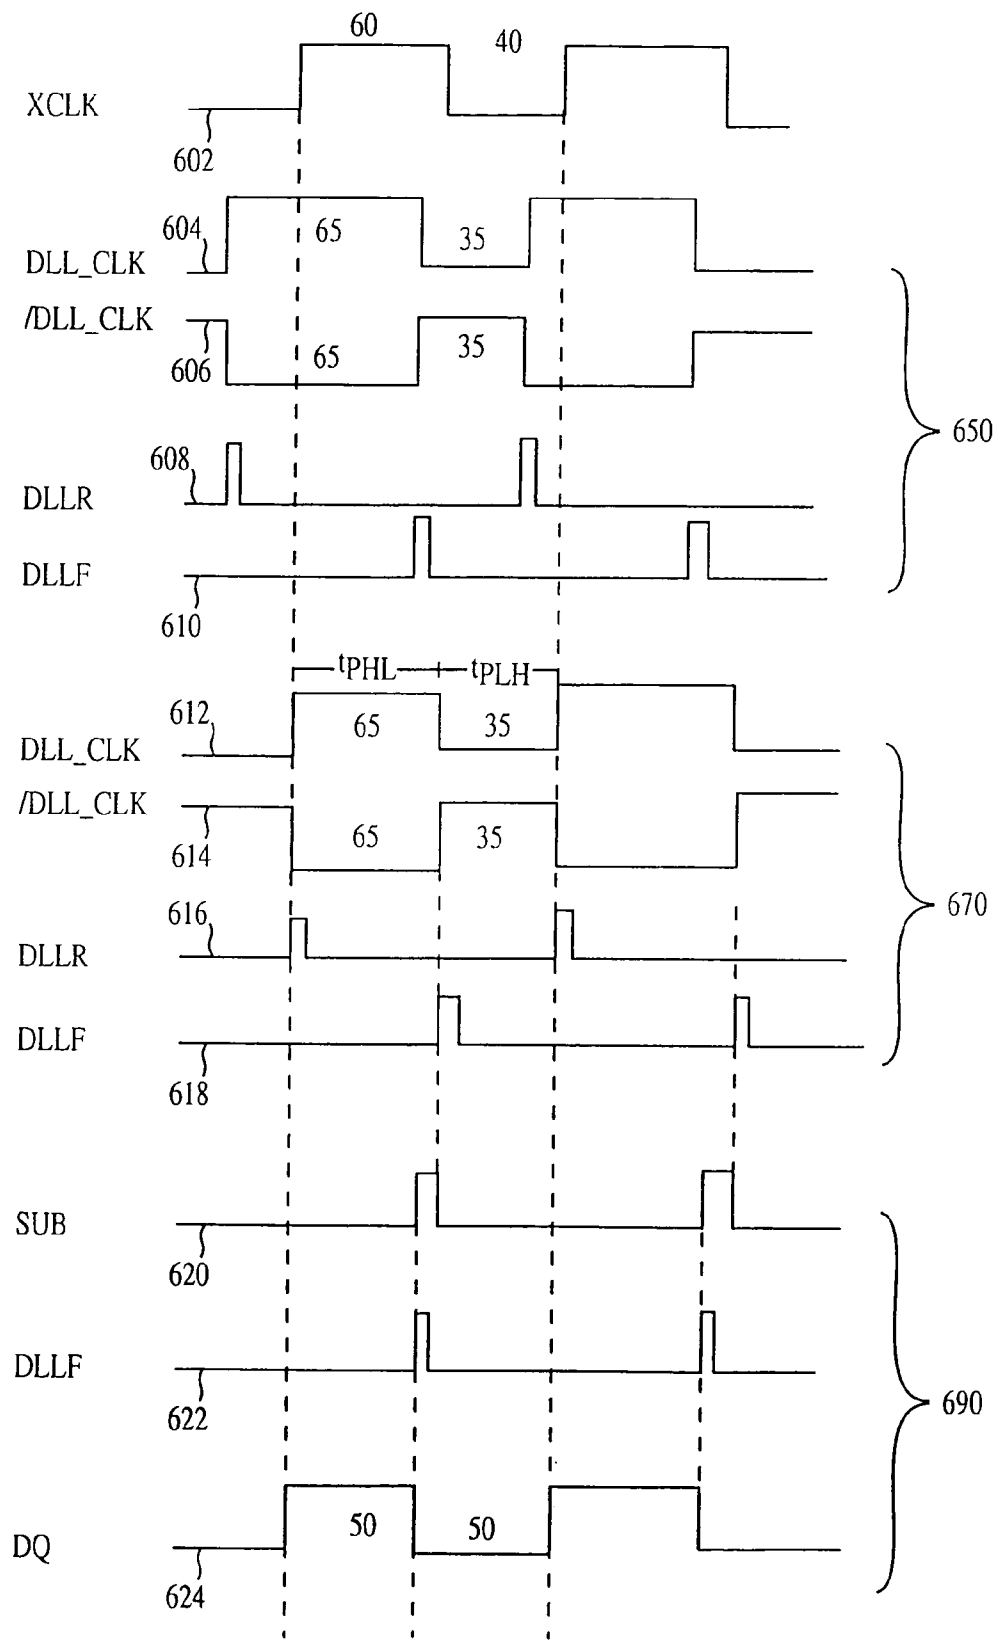 60
40
XCLK
602
604
65
35
DLL_CLK
/DLL_CLK
606
65
35
650
608
DLLR
DLLF
610
tPHL
tPLH
612
65
35
DLL_CLK
/DLL_CLK
614
65
35
670
616
DLLR
DLLF
618
SUB
620
DLLF
622
690
50
50
DQ
624